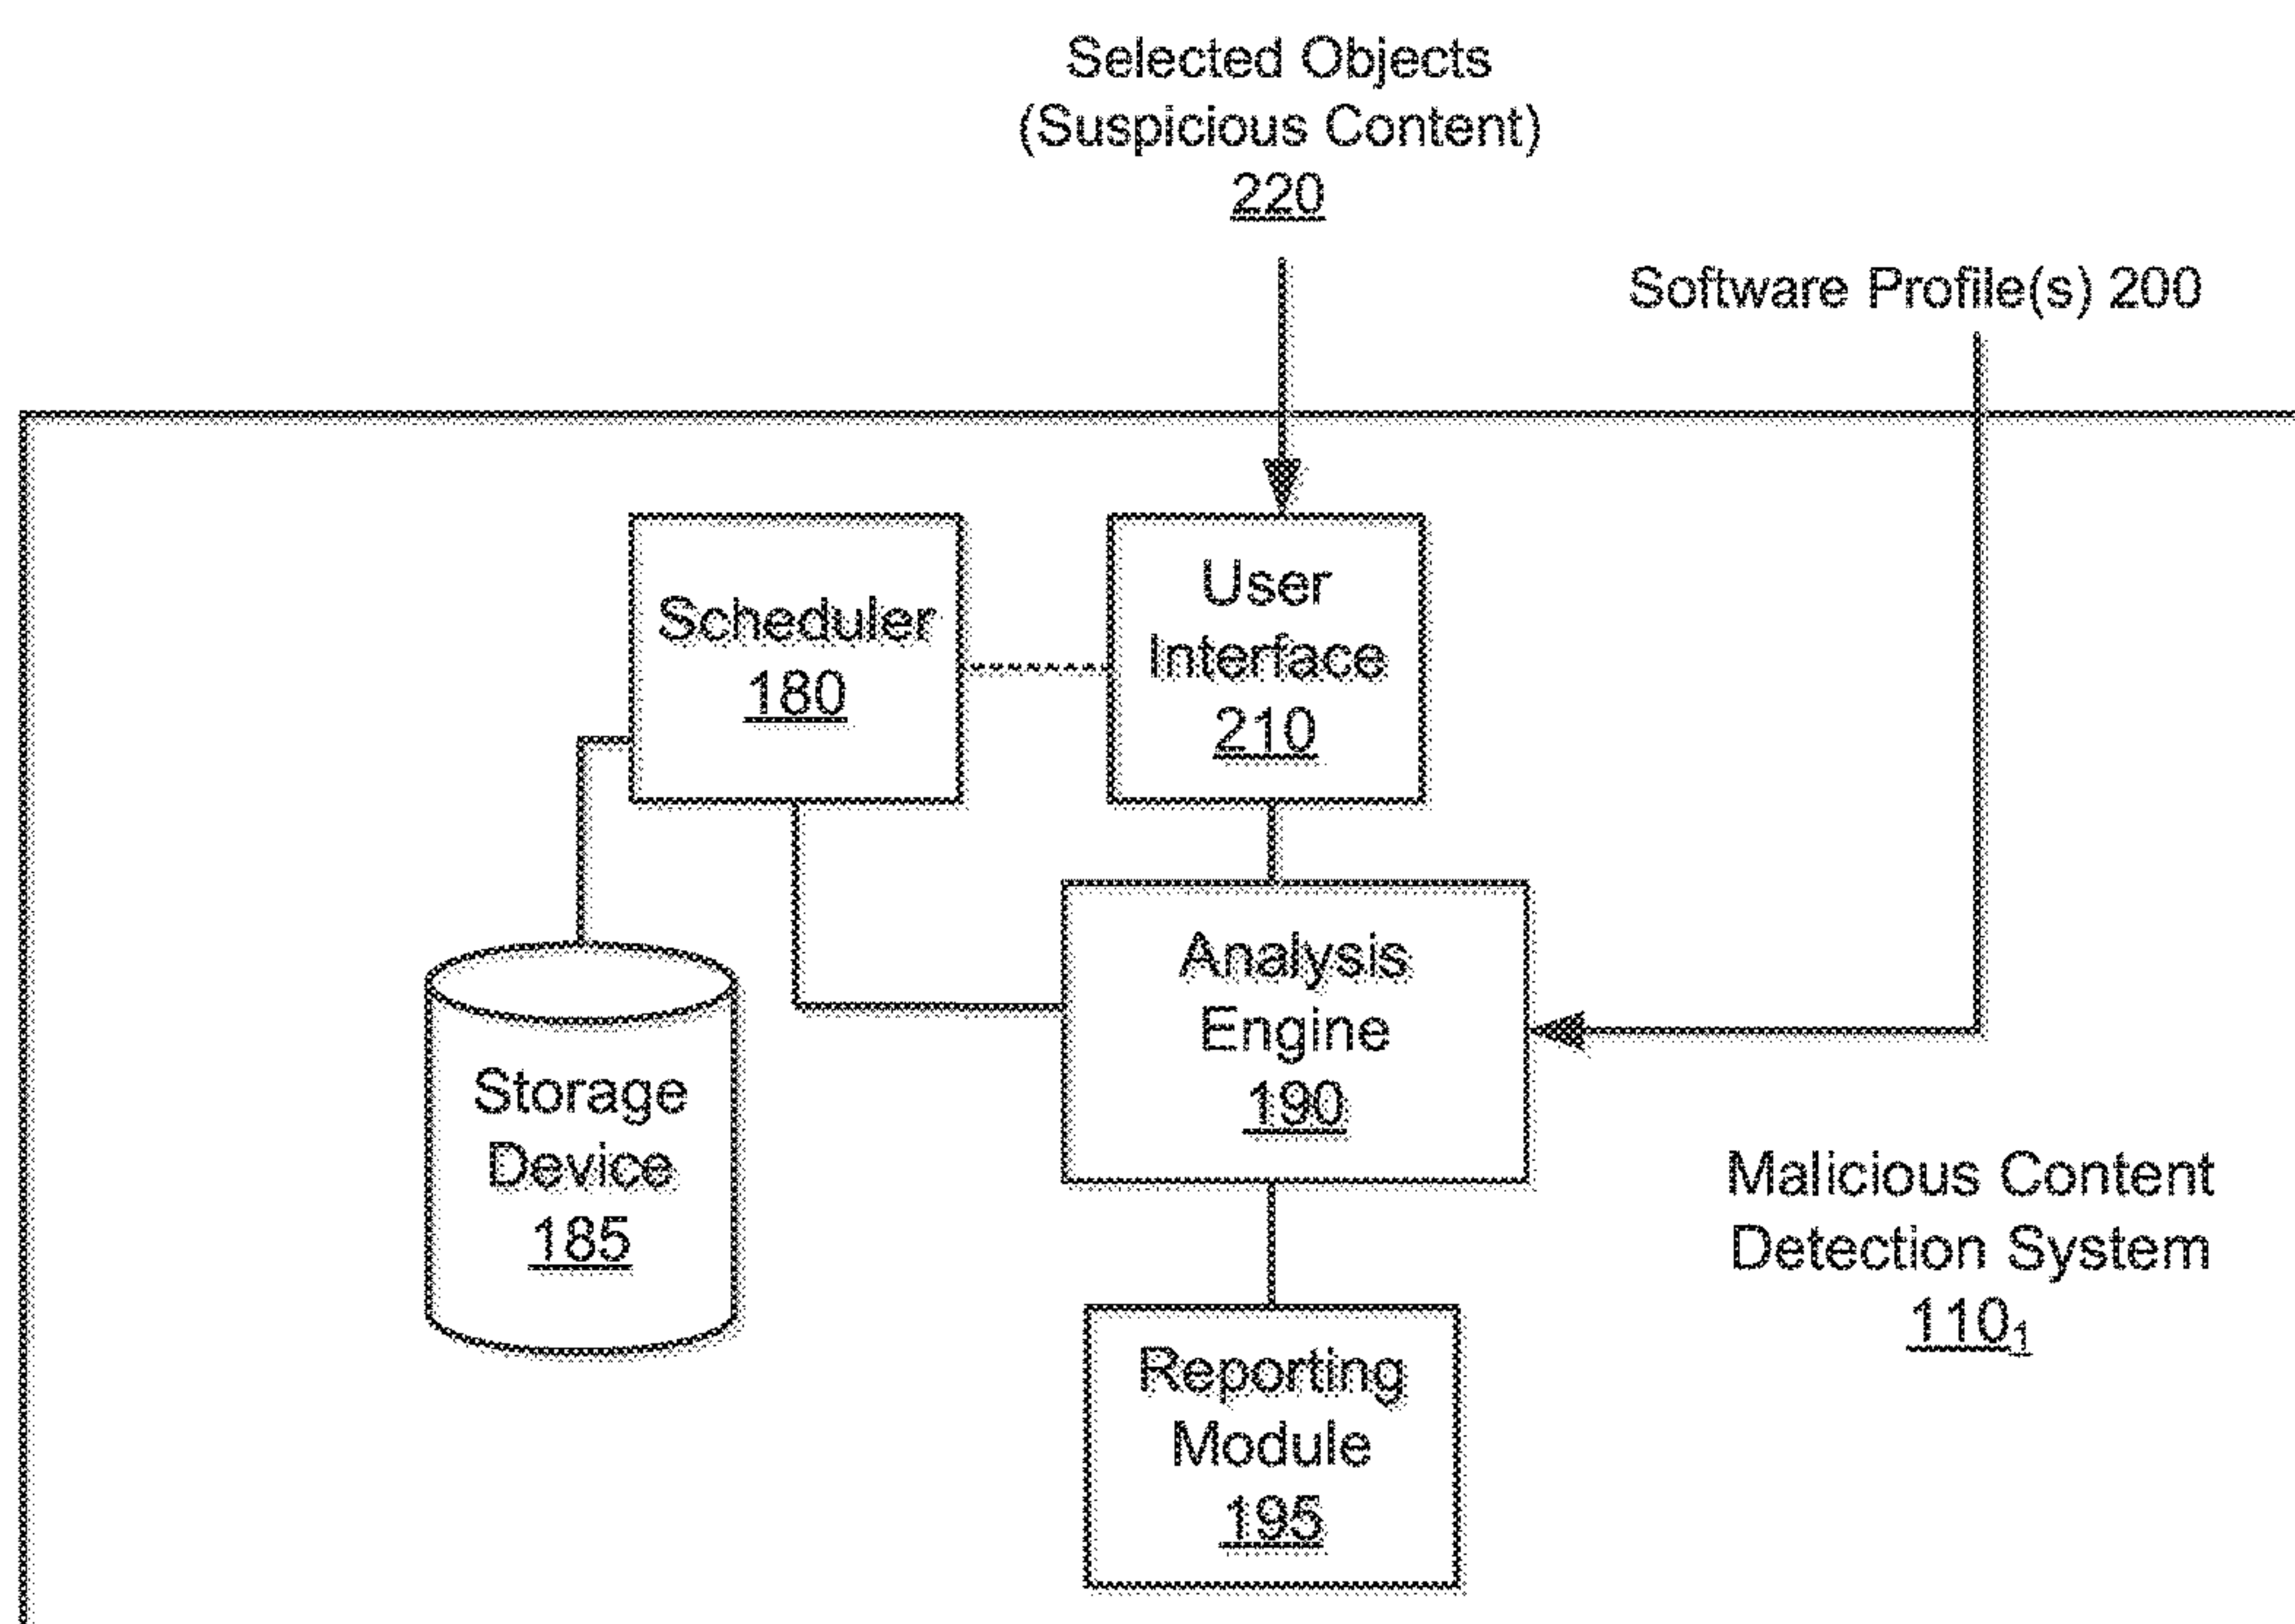 Selected Objects
(Suspicious Content)
220
Software Profile(s) 200
Scheduler
180
User
Interface
210
Analysis
Engine
190
Storage
Device
185
Malicious Content
Detection System
110₁
Reporting
Module
195